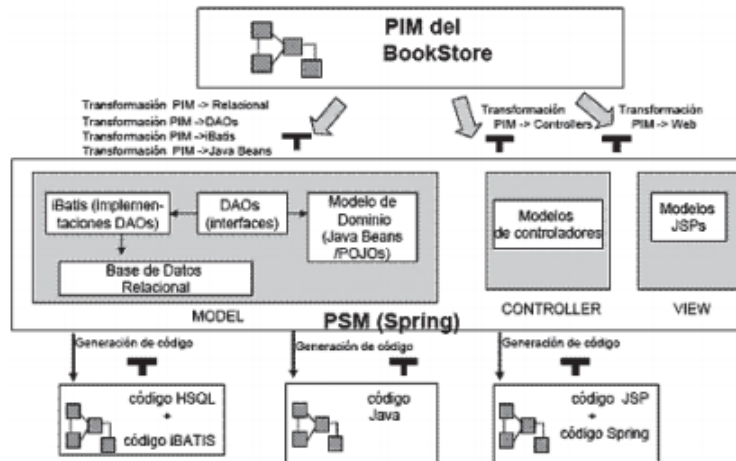 PIM del
BookStore
Transformación PIM -> Relacional
Transformación PIM ->DAOs
Transformación PIM ->iBatis
Transformación PIM ->Java Beans
Transformación
PIM -> Controllers
Transformación
PIM -> Web
iBatis (Implemen-
taciones DAOs)
DAOs
(interfaces)
Modelo de
Dominio
(Java Beans
/POJOs)
Base de Datos
Relacional
MODEL
Modelos
de controladores
CONTROLLER
Modelos
JSPs
VIEW
PSM (Spring)
Generación de código
Generación de código
Generación de código
código HSQL
+
código iBATIS
código
Java
código JSP
+
código Spring